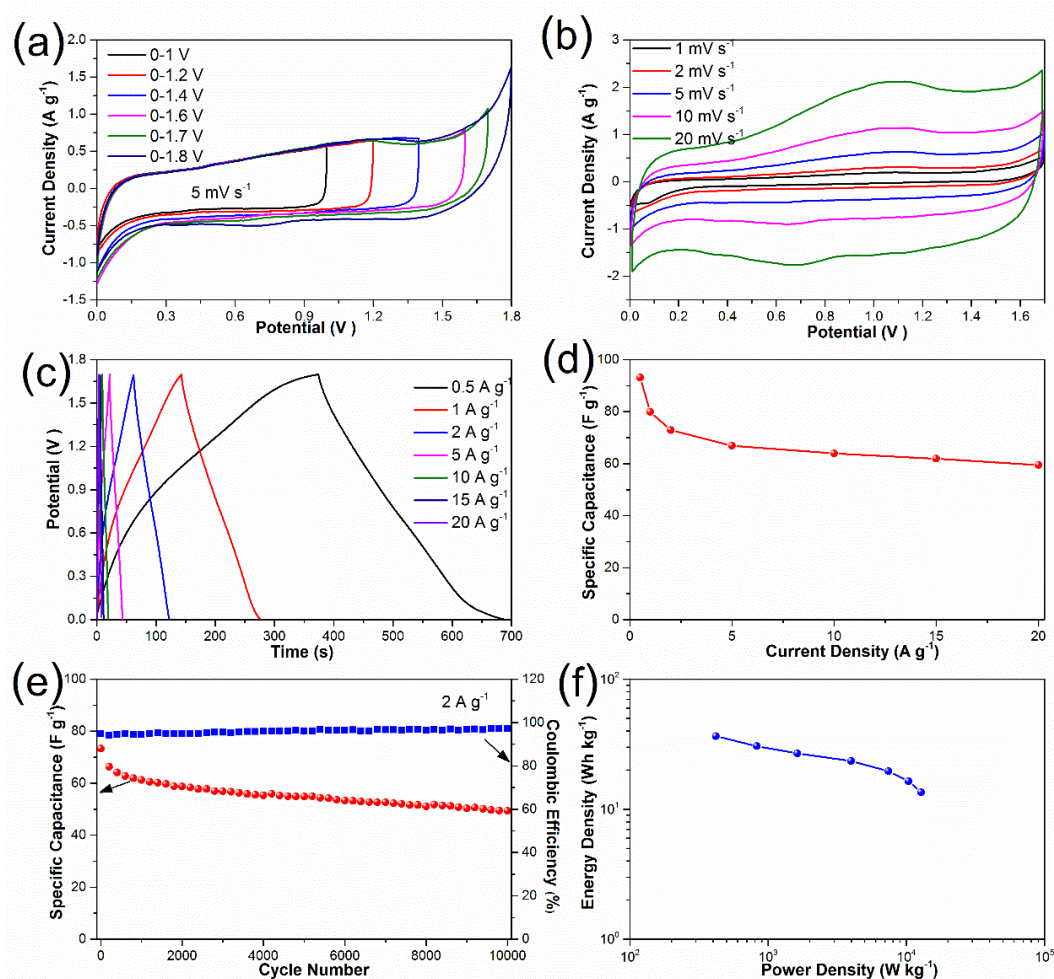 (a)
2.0
1.5
1.0
0.5
0.0
-0.5
-1.0
-1.5
Current Density (A g-1)
0-1 V
0-1.2 V
0-1.4 V
0-1.6 V
0-1.7 V
0-1.8 V
5 mV s-1
0.0 0.3 0.6 0.9 1.2 1.5 1.8
Potential (V )
(b)
3
2
1
0
-1
-2
Current Density (A g-1)
1 mV s-1
2 mV s-1
5 mV s-1
10 mV s-1
20 mV s-1
0.0 0.2 0.4 0.6 0.8 1.0 1.2 1.4 1.6
Potential (V )
(c)
1.8
1.5
1.2
0.9
0.6
0.3
0.0
Potential (V)
0.5 A g-1
1 A g-1
2 A g-1
5 A g-1
10 A g-1
15 A g-1
20 A g-1
0 100 200 300 400 500 600 700
Time (s)
(d)
100
80
60
40
20
0
Specific Capacitance (F g-1)
0 5 10 15 20
Current Density (A g-1)
(e)
100
80
60
40
20
0
Specific Capacitance (F g-1)
2 A g-1
120
100
80
60
40
20
0
Coulombic Efficiency (%)
0 2000 4000 6000 8000 10000
Cycle Number
(f)
102
101
100
Energy Density (Wh kg-1)
102 103 104 105
Power Density (W kg-1)